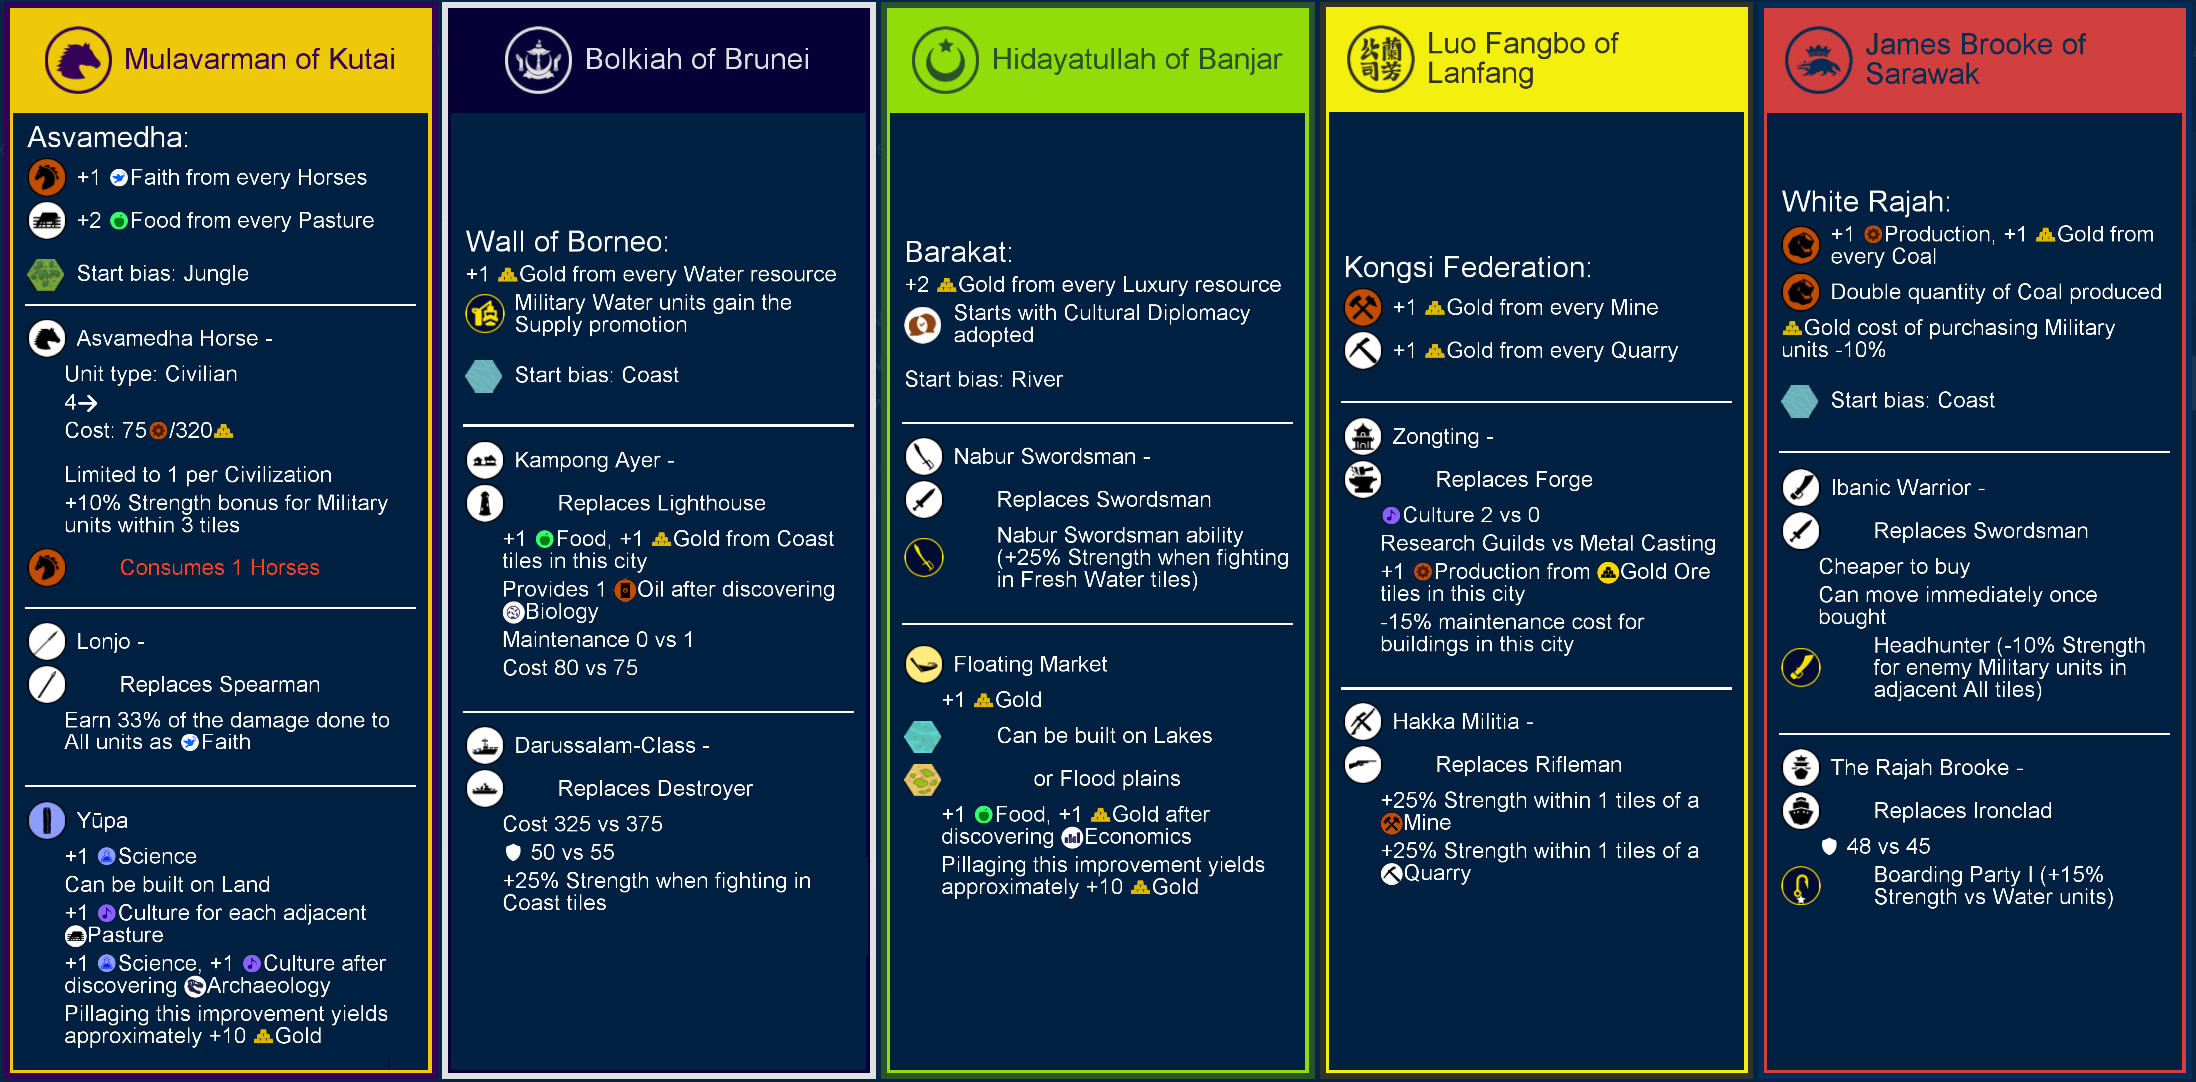 Mulavarman of Kutai
Asvamedha:
+1 Faith from every Horses
+2 Food from every Pasture
Start bias: Jungle
Asvamedha Horse -
Unit type: Civilian
4→
Cost: 75/320
Limited to 1 per Civilization
+10% Strength bonus for Military
units within 3 tiles
Consumes 1 Horses
Lonjo -
Replaces Spearman
Earn 33% of the damage done to
All units as Faith
Yūpa
+1 Science
Can be built on Land
+1 Culture for each adjacent
Pasture
+1 Science, +1 Culture after
discovering Archaeology
Pillaging this improvement yields
approximately +10 Gold
Bolkiah of Brunei
Wall of Borneo:
+1 Gold from every Water resource
Military Water units gain the
Supply promotion
Start bias: Coast
Kampong Ayer -
Replaces Lighthouse
+1 Food, +1 Gold from Coast
tiles in this city
Provides 1 Oil after discovering
Biology
Maintenance 0 vs 1
Cost 80 vs 75
Darussalam-Class -
Replaces Destroyer
Cost 325 vs 375
50 vs 55
+25% Strength when fighting in
Coast tiles
Hidayatullah of Banjar
Barakat:
+2 Gold from every Luxury resource
Starts with Cultural Diplomacy
adopted
Start bias: River
Nabur Swordsman -
Replaces Swordsman
Nabur Swordsman ability
(+25% Strength when fighting
in Fresh Water tiles)
Floating Market
+1 Gold
Can be built on Lakes
or Flood plains
+1 Food, +1 Gold after
discovering Economics
Pillaging this improvement yields
approximately +10 Gold
公蘭
司芳
Luo Fangbo of
Lanfang
Kongsi Federation:
+1 Gold from every Mine
+1 Gold from every Quarry
Zongting -
Replaces Forge
Culture 2 vs 0
Research Guilds vs Metal Casting
+1 Production from Gold Ore
tiles in this city
-15% maintenance cost for
buildings in this city
Hakka Militia -
Replaces Rifleman
+25% Strength within 1 tiles of a
Mine
+25% Strength within 1 tiles of a
Quarry
James Brooke of
Sarawak
White Rajah:
+1 Production, +1 Gold from
every Coal
Double quantity of Coal produced
Gold cost of purchasing Military
units -10%
Start bias: Coast
Ibanic Warrior -
Replaces Swordsman
Cheaper to buy
Can move immediately once
bought
Headhunter (-10% Strength
for enemy Military units in
adjacent All tiles)
The Rajah Brooke -
Replaces Ironclad
48 vs 45
Boarding Party I (+15%
Strength vs Water units)